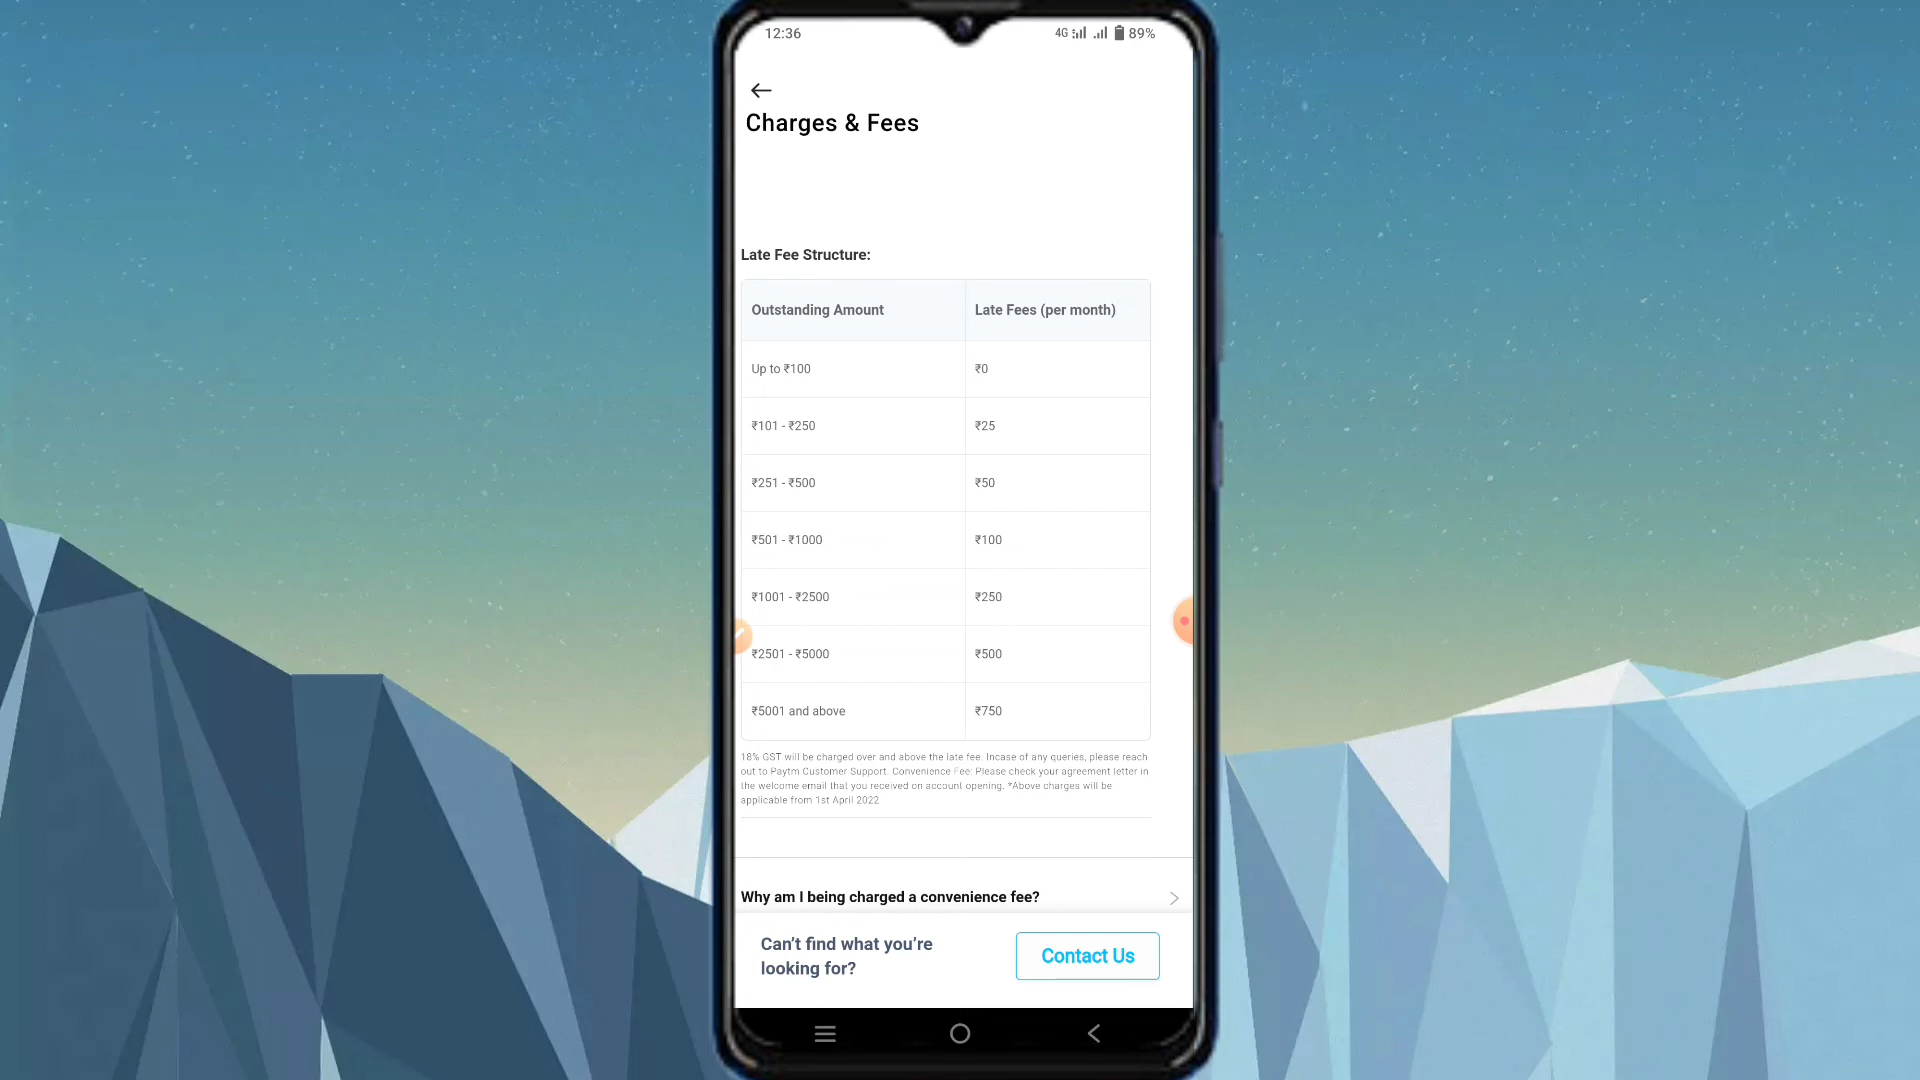 12:36
4G 89%
Charges & Fees
Late Fee Structure:
Outstanding Amount Late Fees (per month)
Up to ₹100 ₹0
₹101 - ₹250 ₹25
₹251 - ₹500 ₹50
₹501 - ₹1000 ₹100
₹1001 - ₹2500 ₹250
₹2501 - ₹5000 ₹500
₹5001 and above ₹750
18% GST will be charged over and above the late fee. Incase of any queries, please reach
out to Paytm Customer Support. Convenience Fee: Please check your agreement letter in
the welcome email that you received on account opening. *Above charges will be
applicable from 1st April 2022
Why am I being charged a convenience fee?
Can’t find what you’re
looking for?
Contact Us